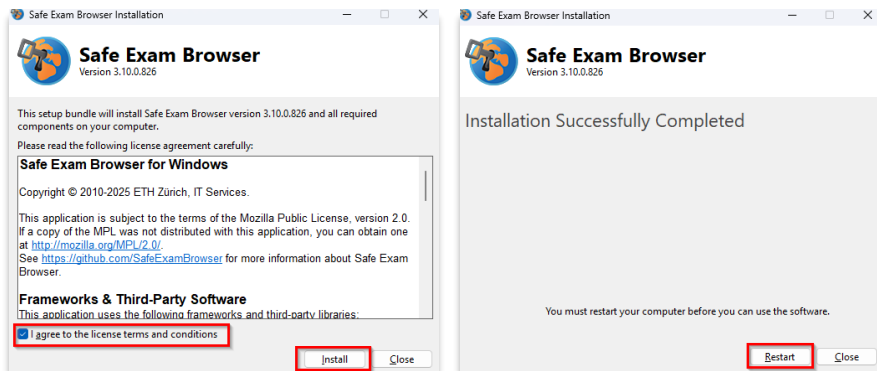 Safe Exam Browser Installation
Safe Exam Browser
Version 3.10.0.826
This setup bundle will install Safe Exam Browser version 3.10.0.826 and all required
components on your computer.
Please read the following license agreement carefully:
Safe Exam Browser for Windows
Copyright © 2010-2025 ETH Zürich, IT Services.
This application is subject to the terms of the Mozilla Public License, version 2.0.
If a copy of the MPL was not distributed with this application, you can obtain one
at http://mozilla.org/MPL/2.0/.
See https://github.com/SafeExamBrowser for more information about Safe Exam
Browser.
Frameworks & Third-Party Software
This application uses the following frameworks and third-party libraries:
I agree to the license terms and conditions
Install
Close
Safe Exam Browser Installation
Safe Exam Browser
Version 3.10.0.826
Installation Successfully Completed
You must restart your computer before you can use the software.
Restart
Close